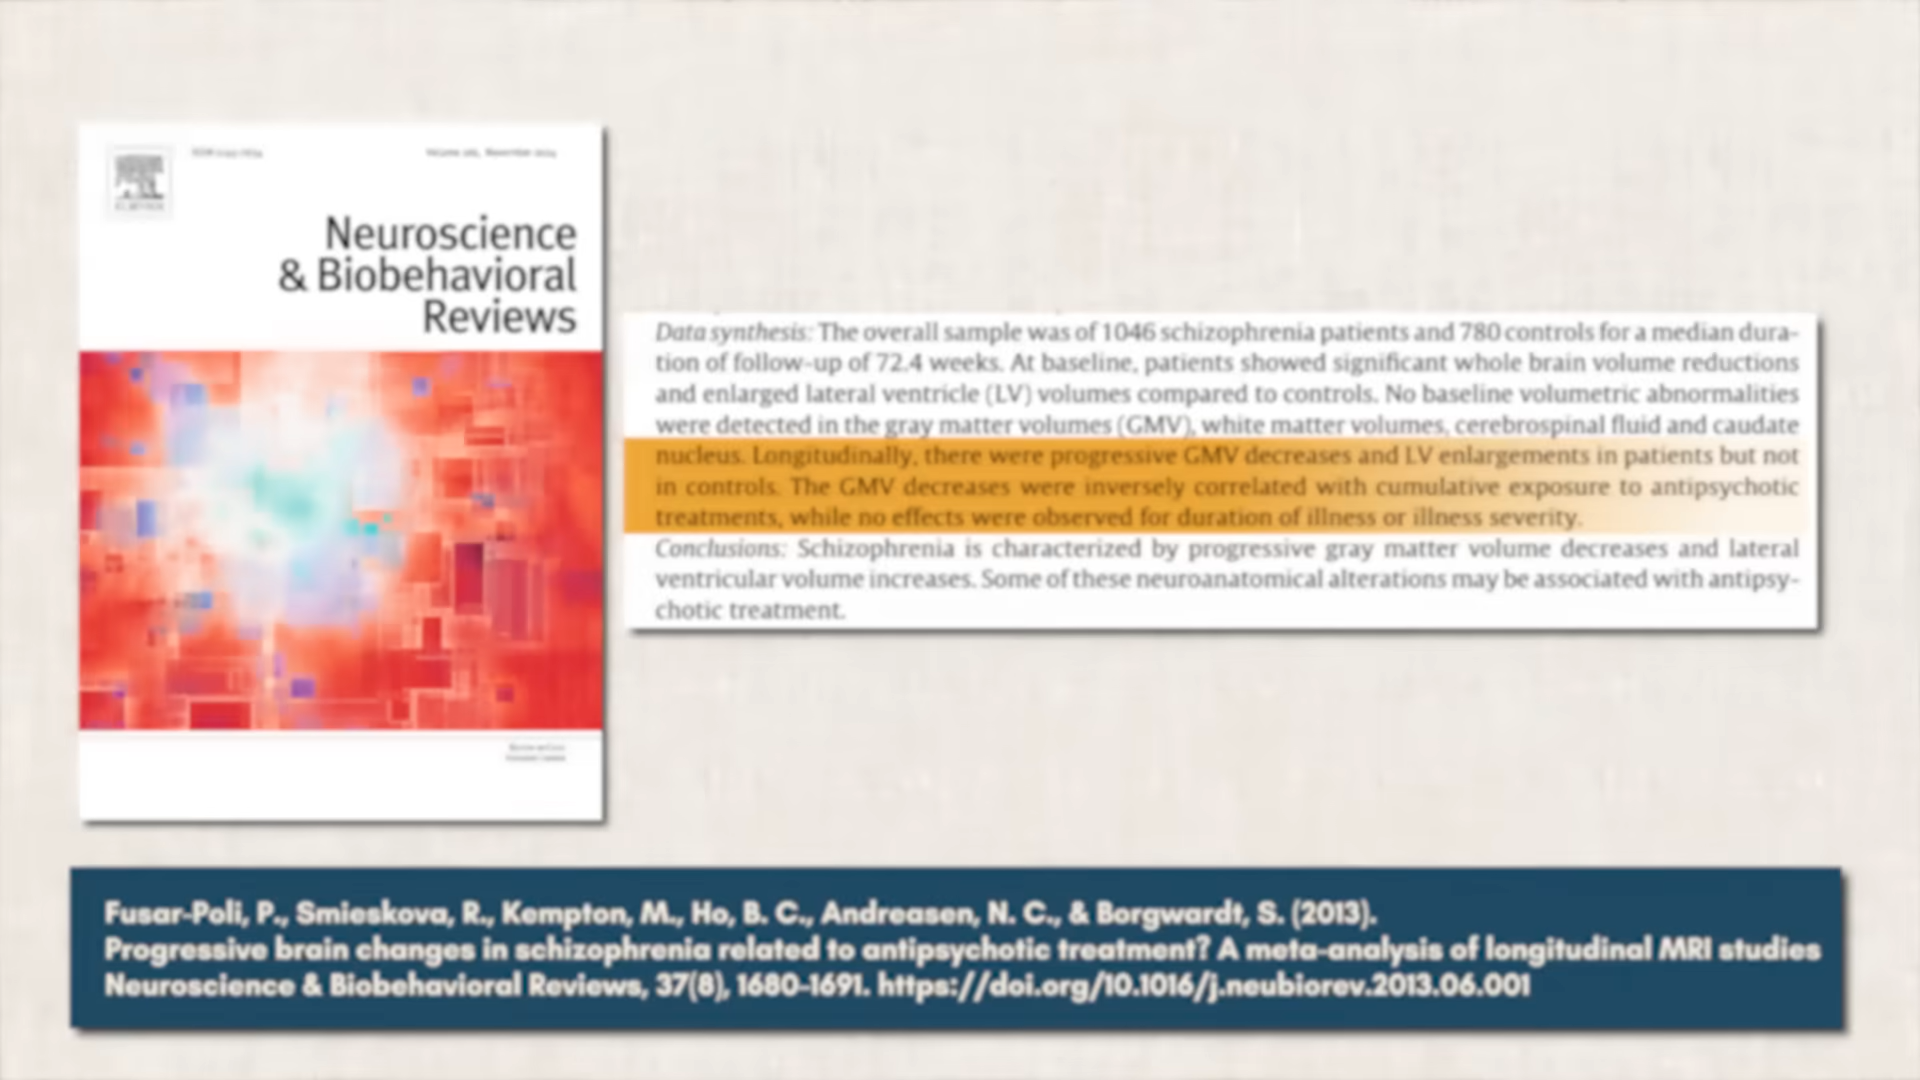 Neuroscience
& Biobehavioral
Reviews
Data synthesis: The overall sample was of 1046 schizophrenia patients and 780 controls for a median dura-
tion of follow-up of 72.4 weeks. At baseline, patients showed significant whole brain volume reductions
and enlarged lateral ventricle (LV) volumes compared to controls. No baseline volumetric abnormalities
were detected in the gray matter volumes (GMV), white matter volumes, cerebrospinal fluid and caudate
nucleus. Longitudinally, there were progressive GMV decreases and LV enlargements in patients but not
in controls. The GMV decreases were inversely correlated with cumulative exposure to antipsychotic
treatments, while no effects were observed for duration of illness or illness severity.
Conclusions: Schizophrenia is characterized by progressive gray matter volume decreases and lateral
ventricular volume increases. Some of these neuroanatomical alterations may be associated with antipsy-
chotic treatment.
Fusar-Poli, P., Smieskova, R., Kempton, M., Ho, B. C., Andreasen, N. C., & Borgwardt, S. (2013).
Progressive brain changes in schizophrenia related to antipsychotic treatment? A meta-analysis of longitudinal MRI studies
Neuroscience & Biobehavioral Reviews, 37(8), 1680-1691. https://doi.org/10.1016/j.neubiorev.2013.06.001